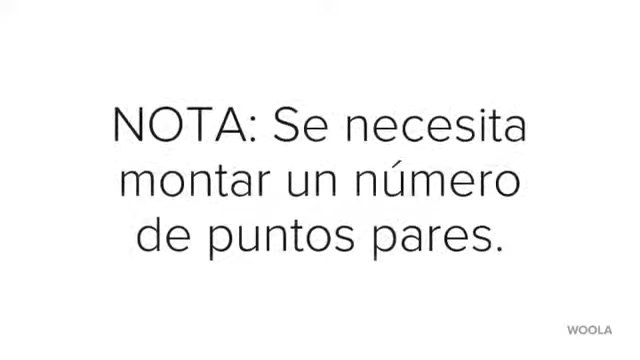 NOTA: Se necesita
montar un número
de puntos pares.
WOOLA